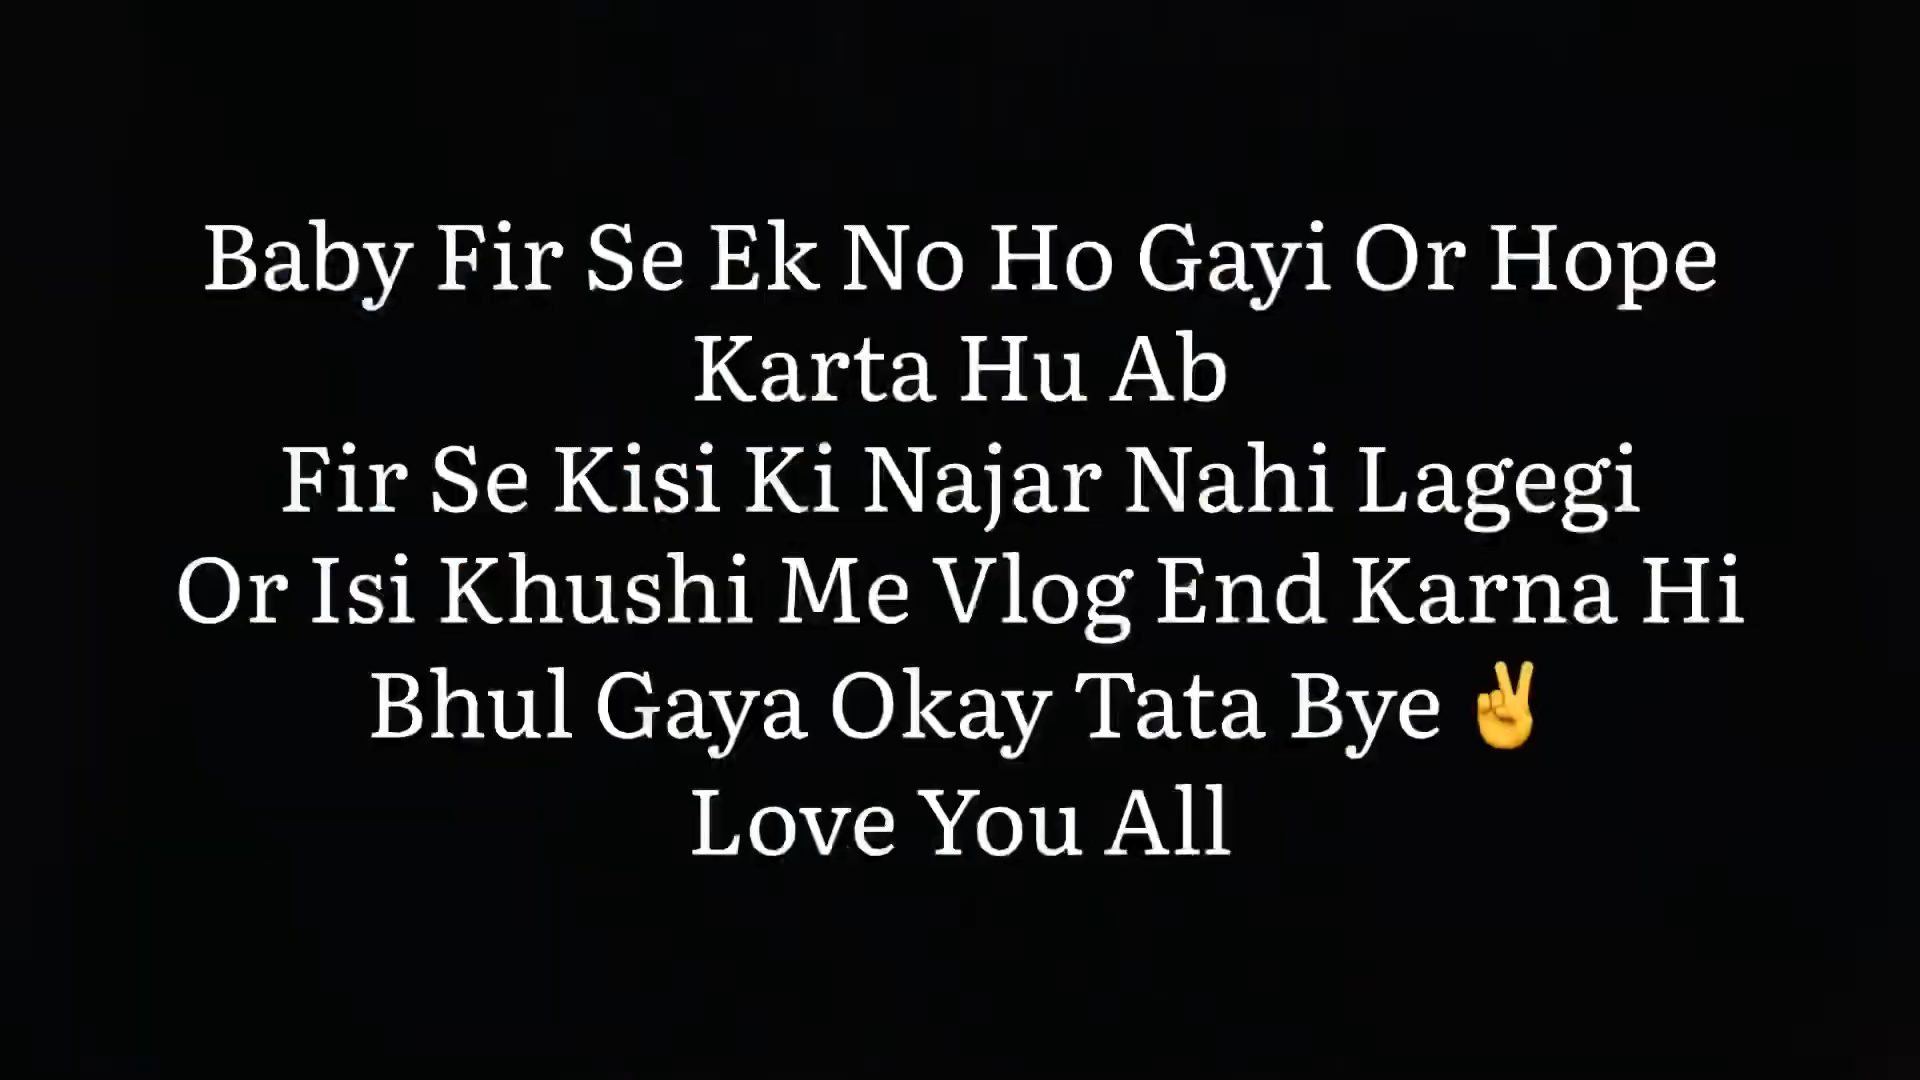 Baby Fir Se Ek No Ho Gayi Or Hope
Karta Hu Ab
Fir Se Kisi Ki Najar Nahi Lagegi
Or Isi Khushi Me Vlog End Karna Hi
Bhul Gaya Okay Tata Bye ✌️
Love You All